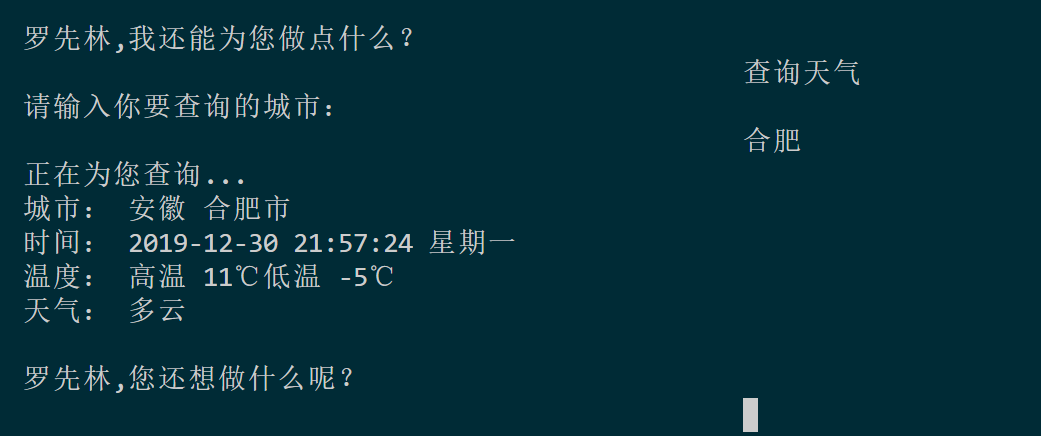 罗先林,我还能为您做点什么?
查询天气
请输入你要查询的城市:
合肥
正在为您查询...
城市: 安徽 合肥市
时间: 2019-12-30 21:57:24 星期一
温度: 高温 11℃低温 -5℃
天气: 多云
罗先林,您还想做什么呢?